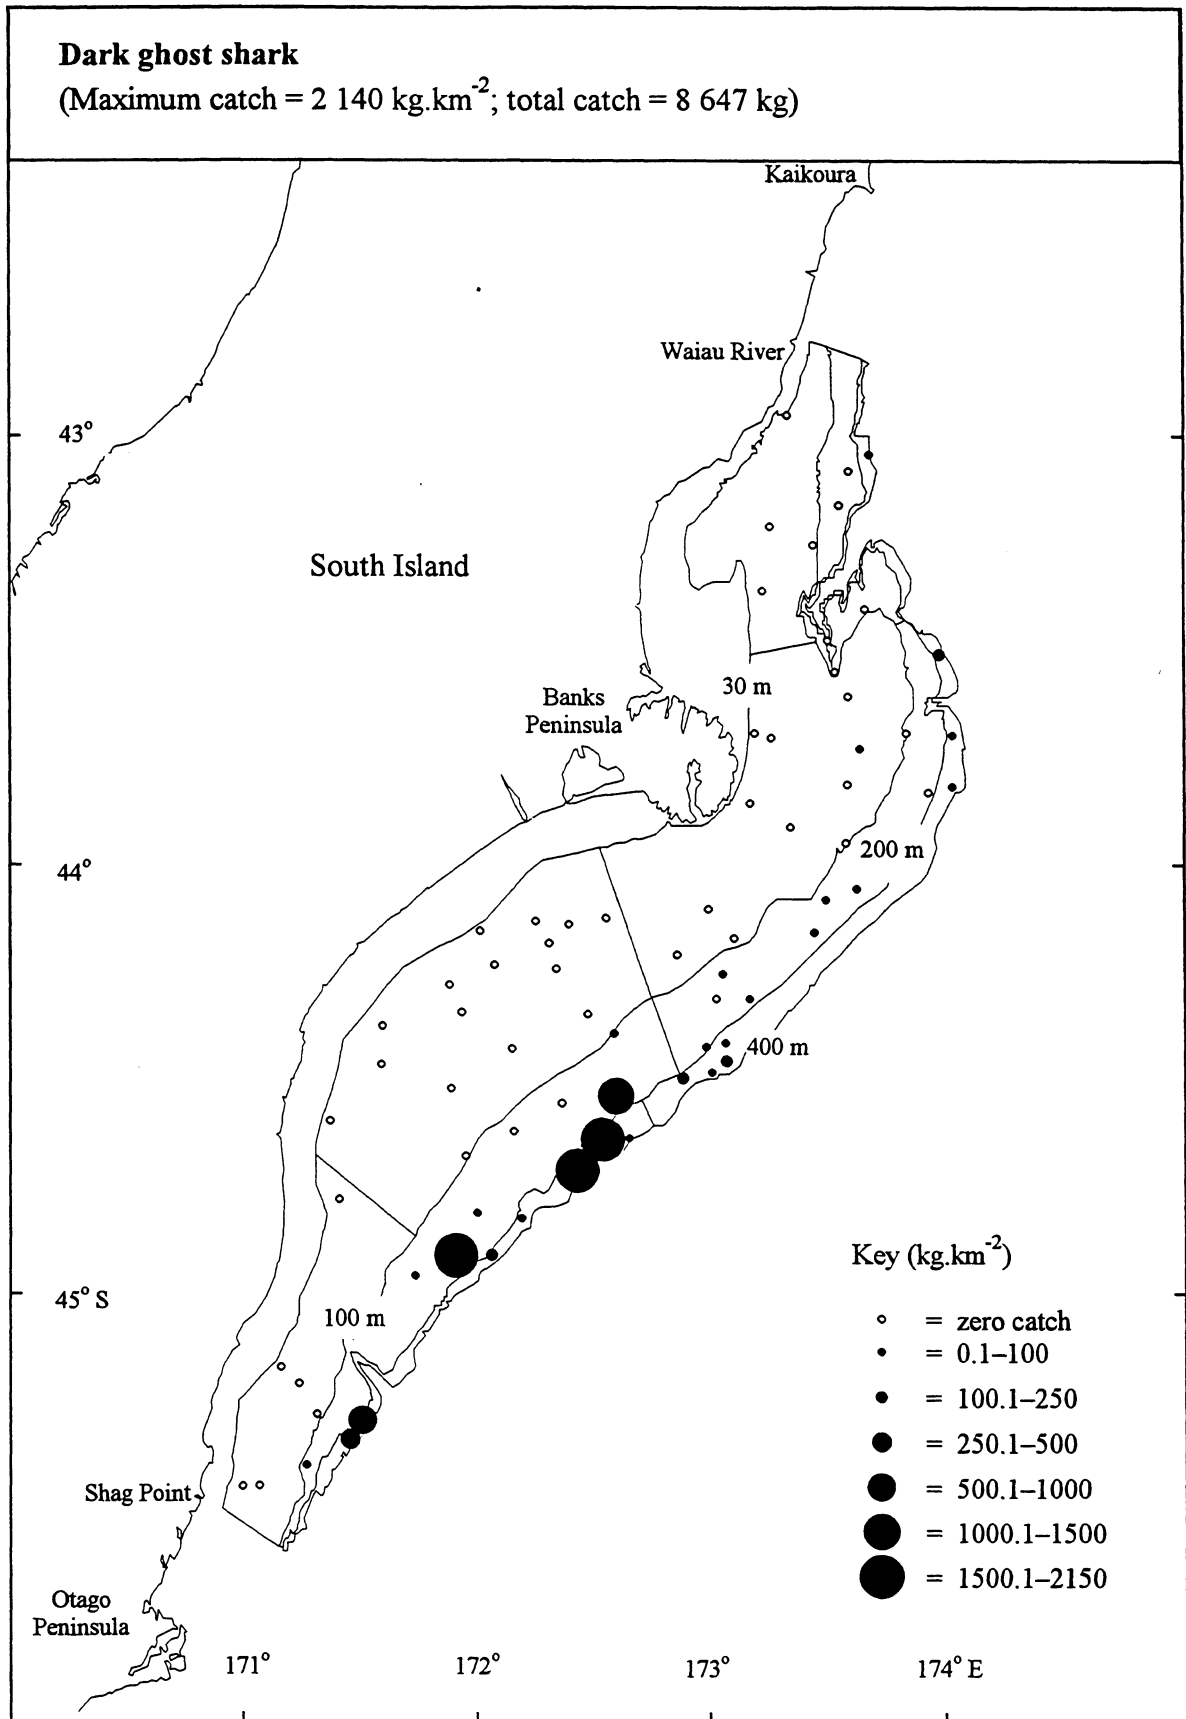 Dark ghost shark
(Maximum catch = 2 140 kg.km-2; total catch = 8 647 kg)
Kaikoura
Waiau River
43°
South Island
30 m
Banks
Peninsula
200 m
44°
400 m
Key (kg.km-2)
45° S
100 m
= zero catch
= 0.1–100
= 100.1–250
= 250.1–500
= 500.1–1000
= 1000.1–1500
= 1500.1–2150
Shag Point
Otago
Peninsula
171°
172°
173°
174° E